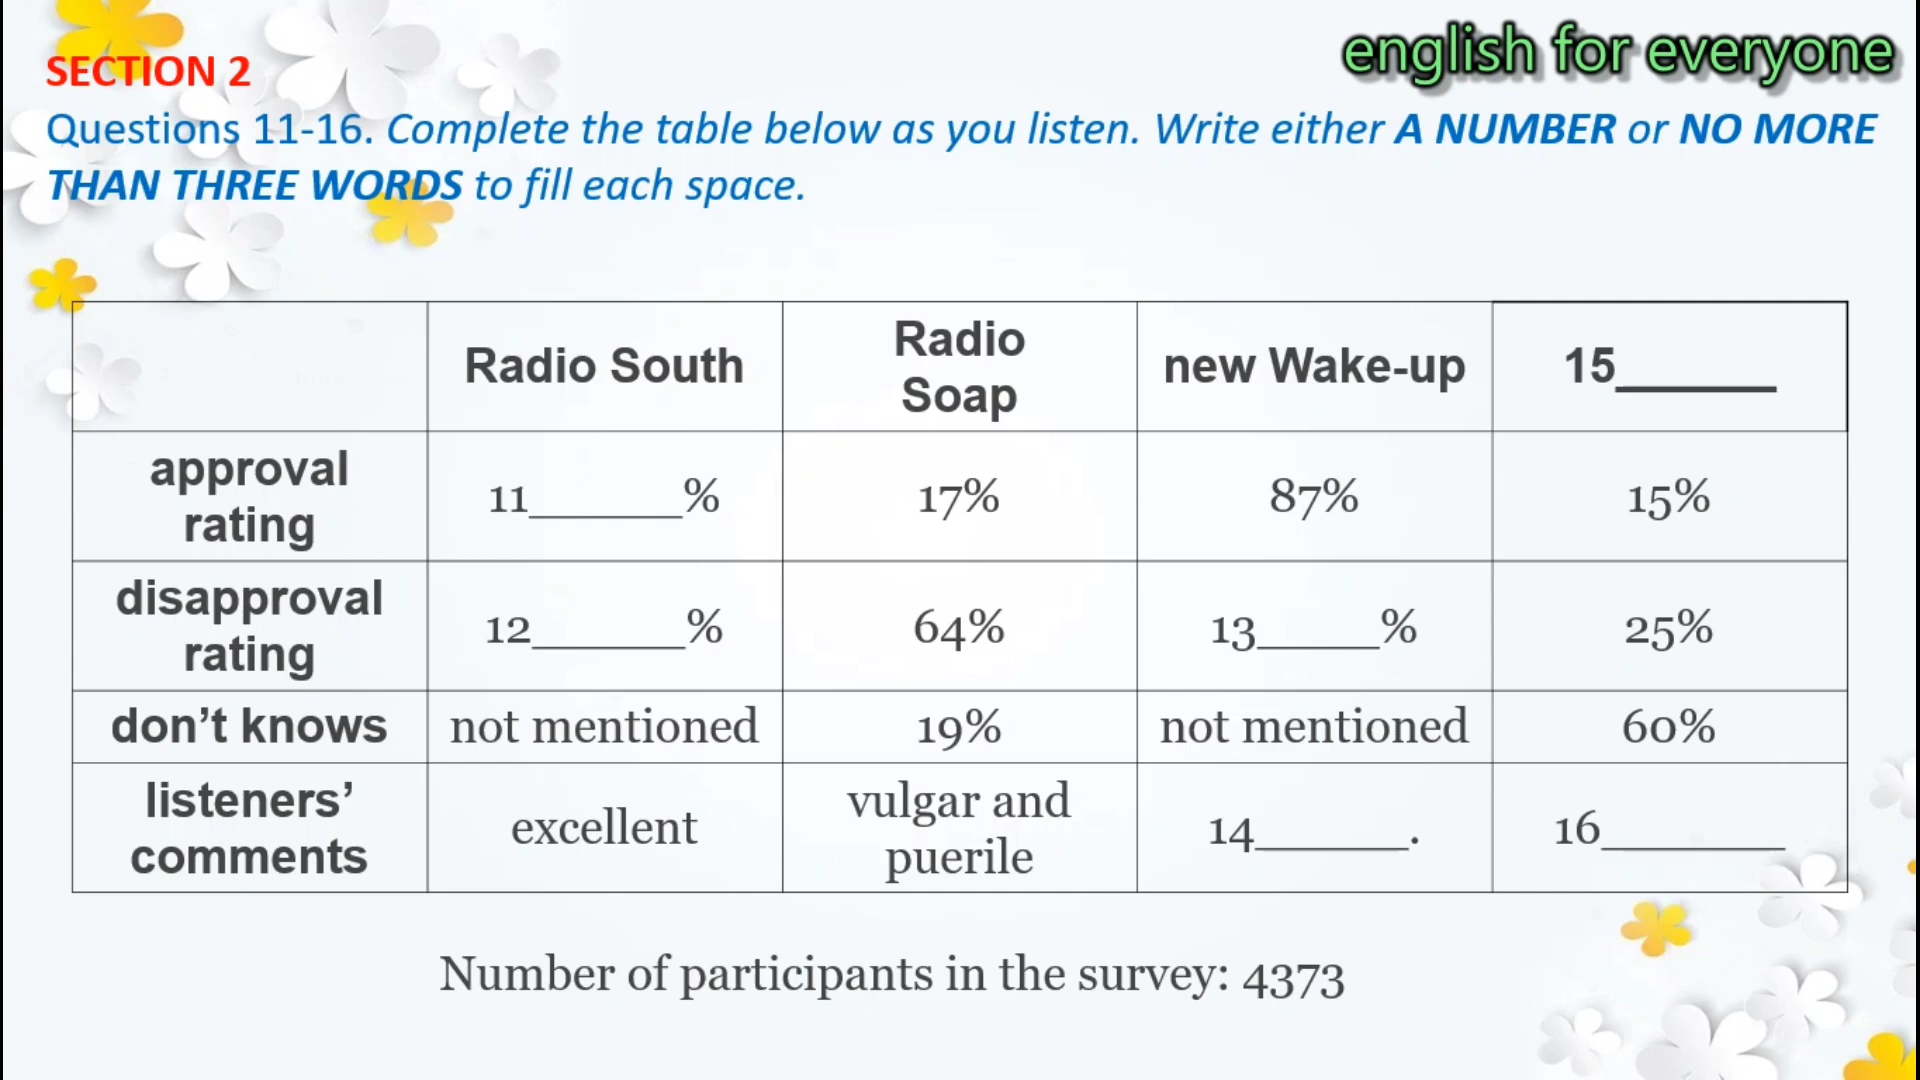 english for everyone
SECTION 2
Questions 11-16. Complete the table below as you listen. Write either A NUMBER or NO MORE
THAN THREE WORDS to fill each space.
Radio South
Radio
Soap
new Wake-up
15______
approval
rating
11______%
17%
87%
15%
disapproval
rating
12______%
64%
13_____%
25%
don’t knows
not mentioned
19%
not mentioned
60%
listeners’
comments
excellent
vulgar and
puerile
14______.
16_______
Number of participants in the survey: 4373